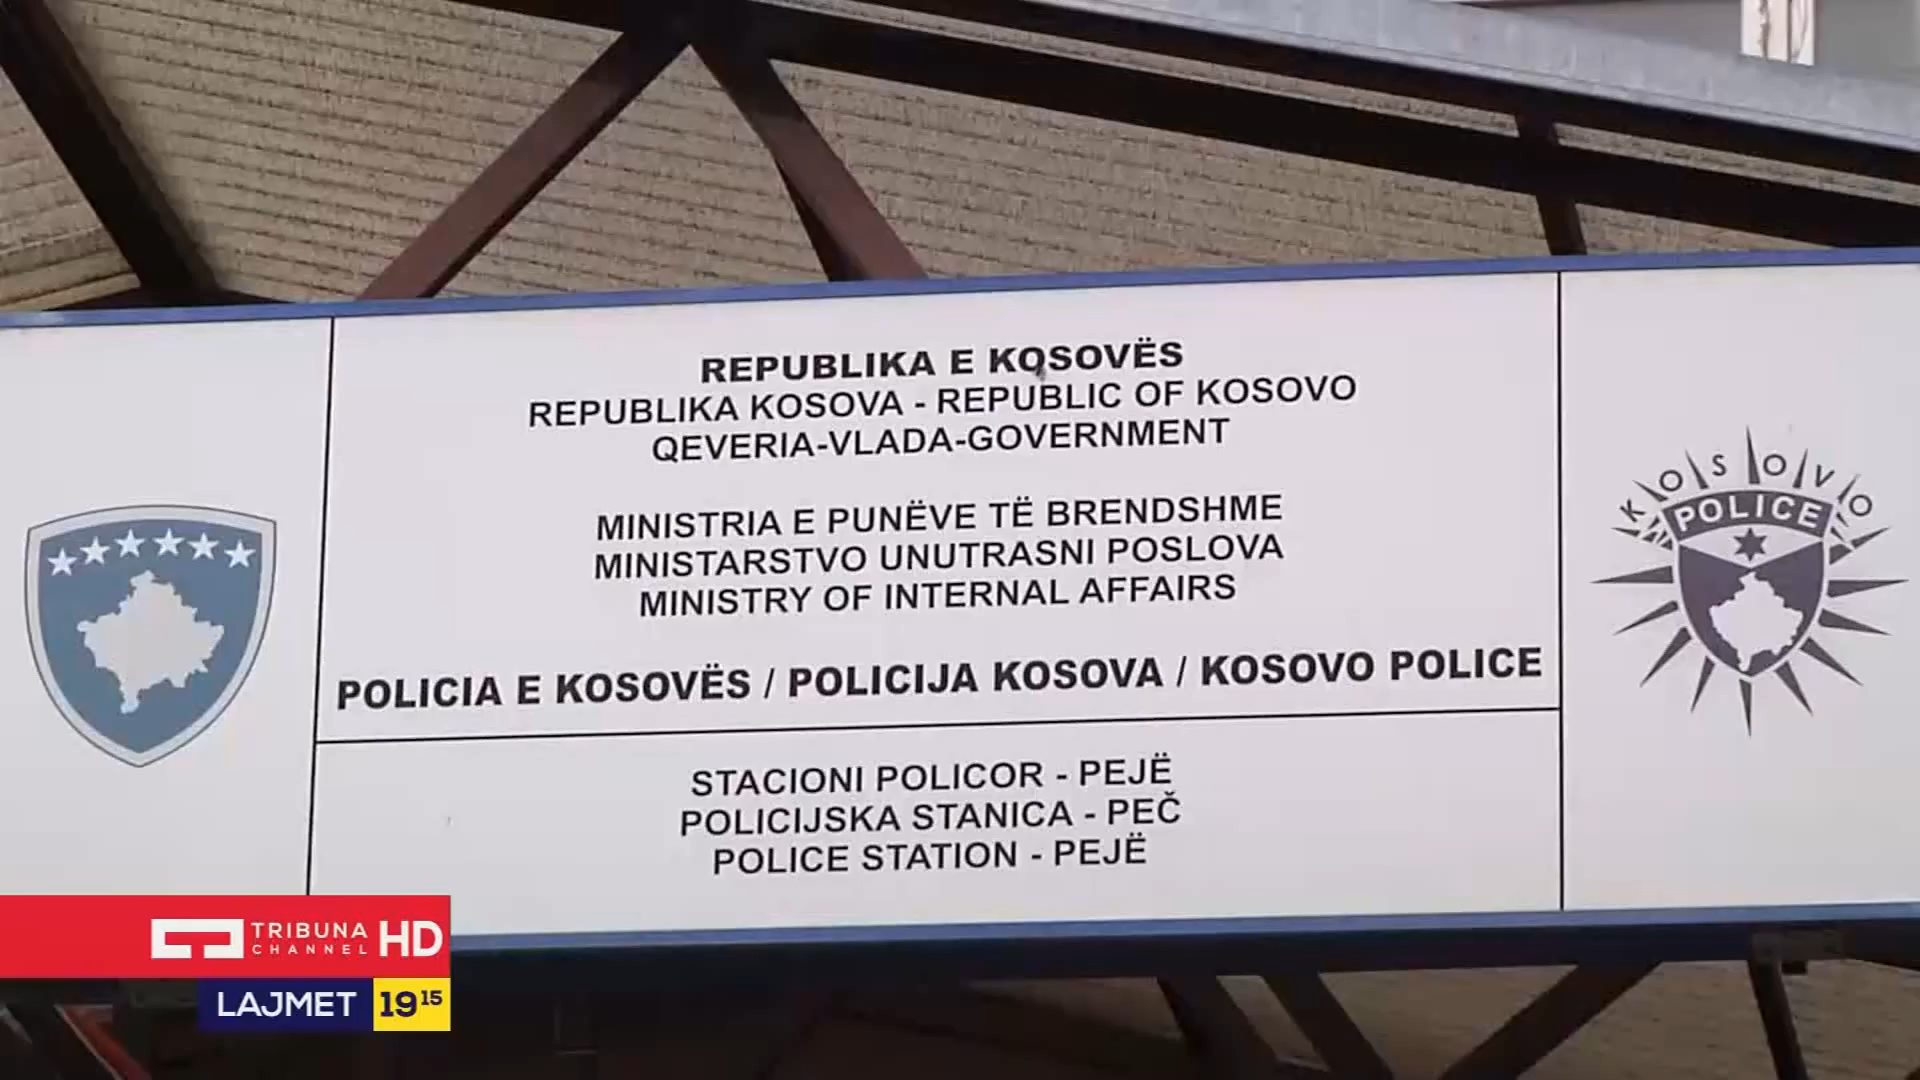 REPUBLIKA E KOSOVËS
REPUBLIKA KOSOVA - REPUBLIC OF KOSOVO
QEVERIA-VLADA-GOVERNMENT
MINISTRIA E PUNËVE TË BRENDSHME
MINISTARSTVO UNUTRASNI POSLOVA
MINISTRY OF INTERNAL AFFAIRS
POLICIA E KOSOVËS / POLICIJA KOSOVA / KOSOVO POLICE
STACIONI POLICOR - PEJË
POLICIJSKA STANICA - PEČ
POLICE STATION - PEJË
KOSOVO
POLICE
TRIBUNA
CHANNEL
HD
LAJMET 19 15